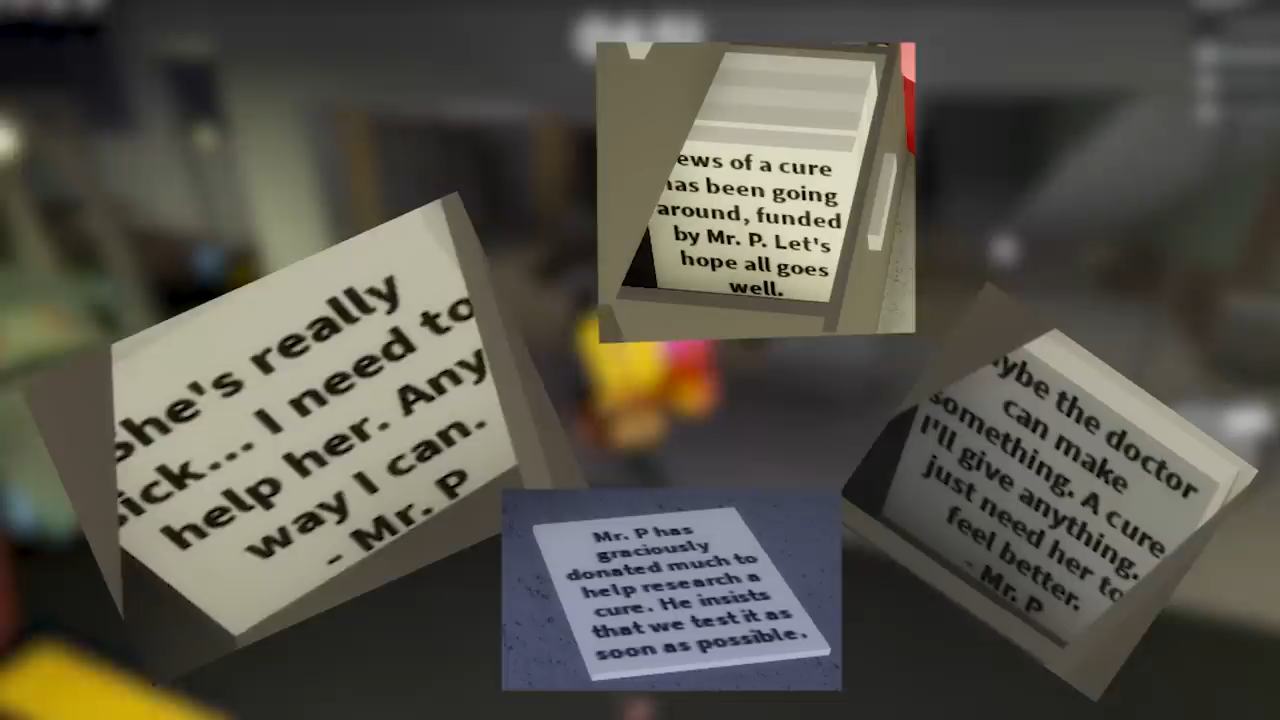 She's really
sick... I need to
help her. Any
way I can.
- Mr. P
ews of a cure
has been going
around, funded
by Mr. P. Let's
hope all goes
well.
Mr. P has
graciously
donated much to
help research a
cure. He insists
that we test it as
soon as possible.
aybe the doctor
can make
something. A cure
I'll give anything.
just need her to
feel better.
- Mr. P